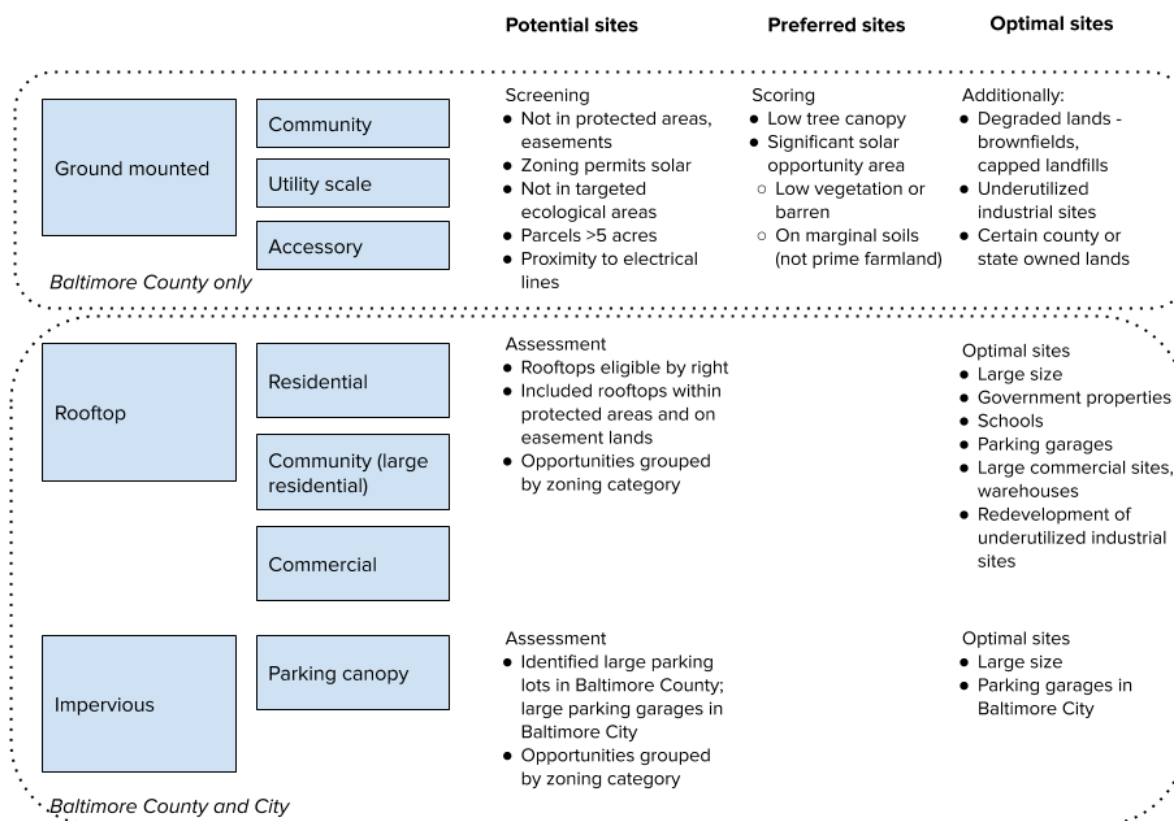 Potential sites
Preferred sites
Optimal sites
Ground mounted
Community
Utility scale
Accessory
Baltimore County only
Screening
● Not in protected areas,
easements
● Zoning permits solar
● Not in targeted
ecological areas
● Parcels >5 acres
● Proximity to electrical
lines
Scoring
● Low tree canopy
● Significant solar
opportunity area
○ Low vegetation or
barren
○ On marginal soils
(not prime farmland)
Additionally:
● Degraded lands -
brownfields,
capped landfills
● Underutilized
industrial sites
● Certain county or
state owned lands
Rooftop
Residential
Community (large
residential)
Commercial
Assessment
● Rooftops eligible by right
● Included rooftops within
protected areas and on
easement lands
● Opportunities grouped
by zoning category
Optimal sites
● Large size
● Government properties
● Schools
● Parking garages
● Large commercial sites,
warehouses
● Redevelopment of
underutilized industrial
sites
Impervious
Parking canopy
Assessment
● Identified large parking
lots in Baltimore County;
large parking garages in
Baltimore City
● Opportunities grouped
by zoning category
Optimal sites
● Large size
● Parking garages in
Baltimore City
Baltimore County and City